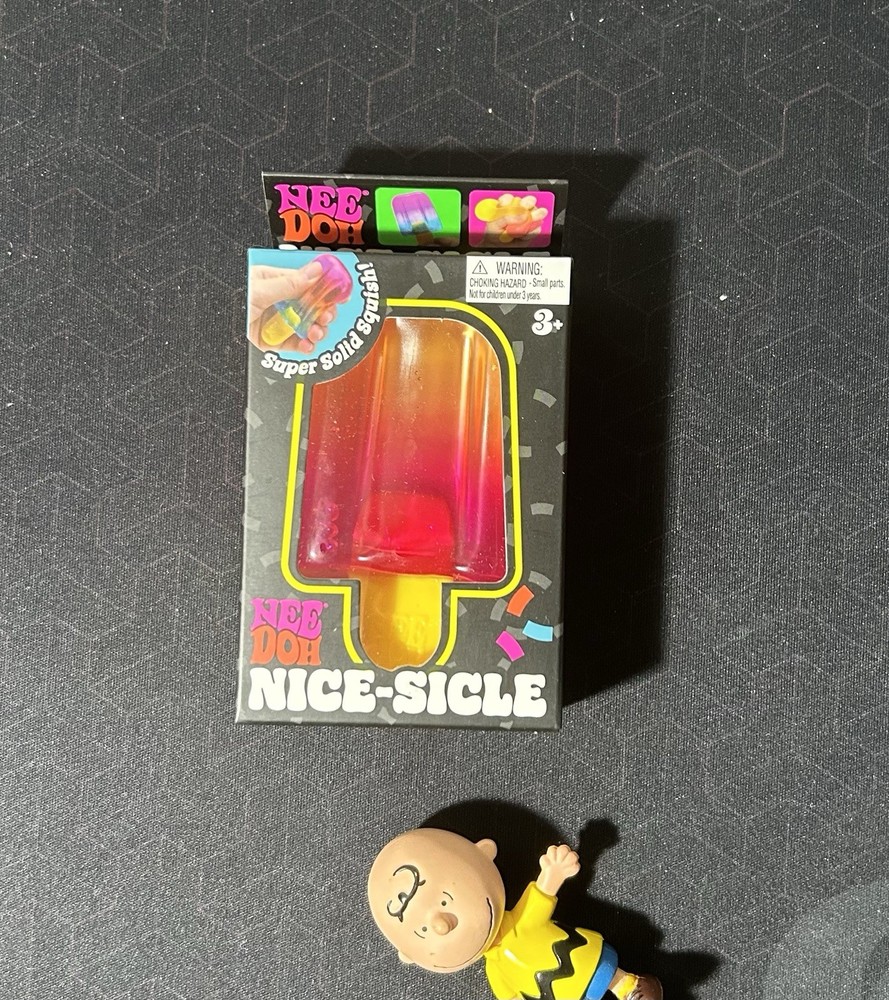 NEE
DOH
Super Solid Squish!
WARNING:
CHOKING HAZARD - Small parts.
Not for children under 3 years.
3+
NEE
DOH
NICE-SICLE